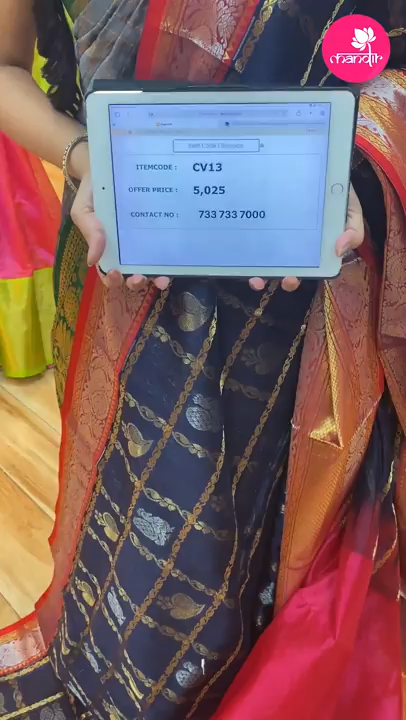 mandir
ITEMCODE : CV13
OFFER PRICE : 5,025
CONTACT NO : 733 733 7000